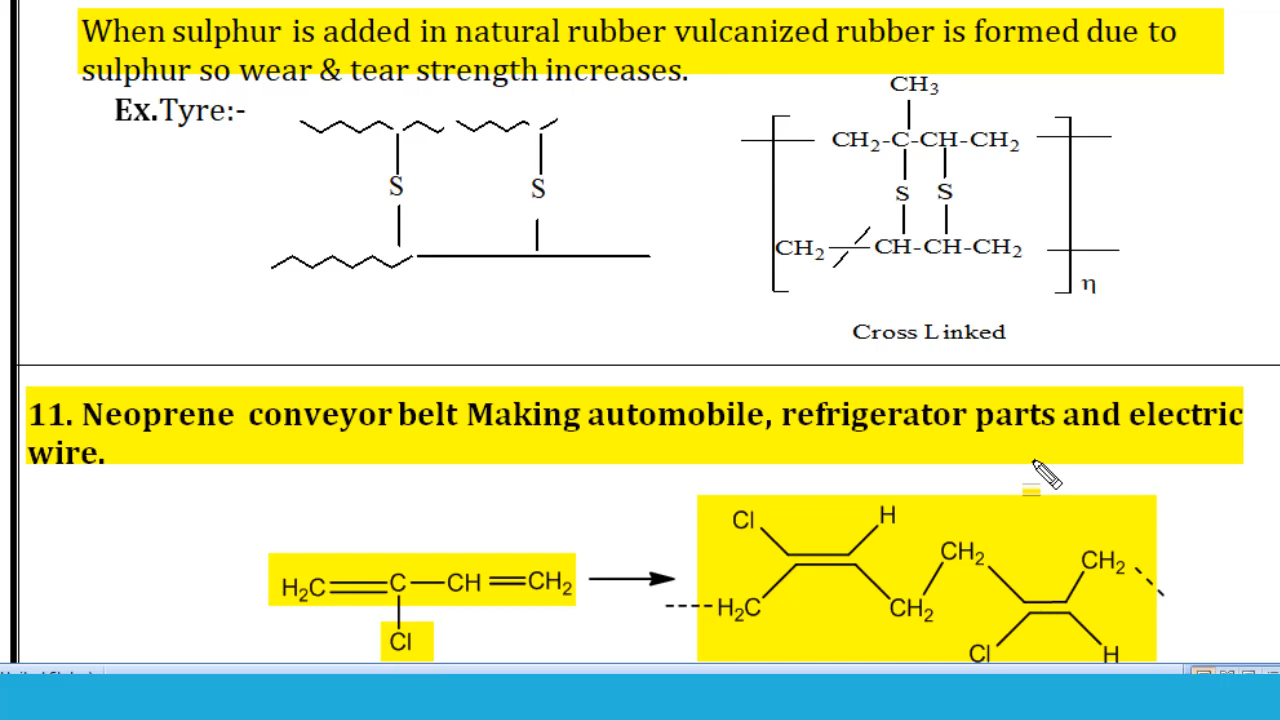 When sulphur is added in natural rubber vulcanized rubber is formed due to
sulphur so wear & tear strength increases.
Ex.Tyre:-
S
S
CH3
CH2-C-CH-CH2
S S
CH2 CH-CH-CH2
η
Cross Linked
11. Neoprene conveyor belt Making automobile, refrigerator parts and electric
wire.
H2C C CH CH2
Cl
Cl H
CH2 CH2
H2C CH2
Cl H